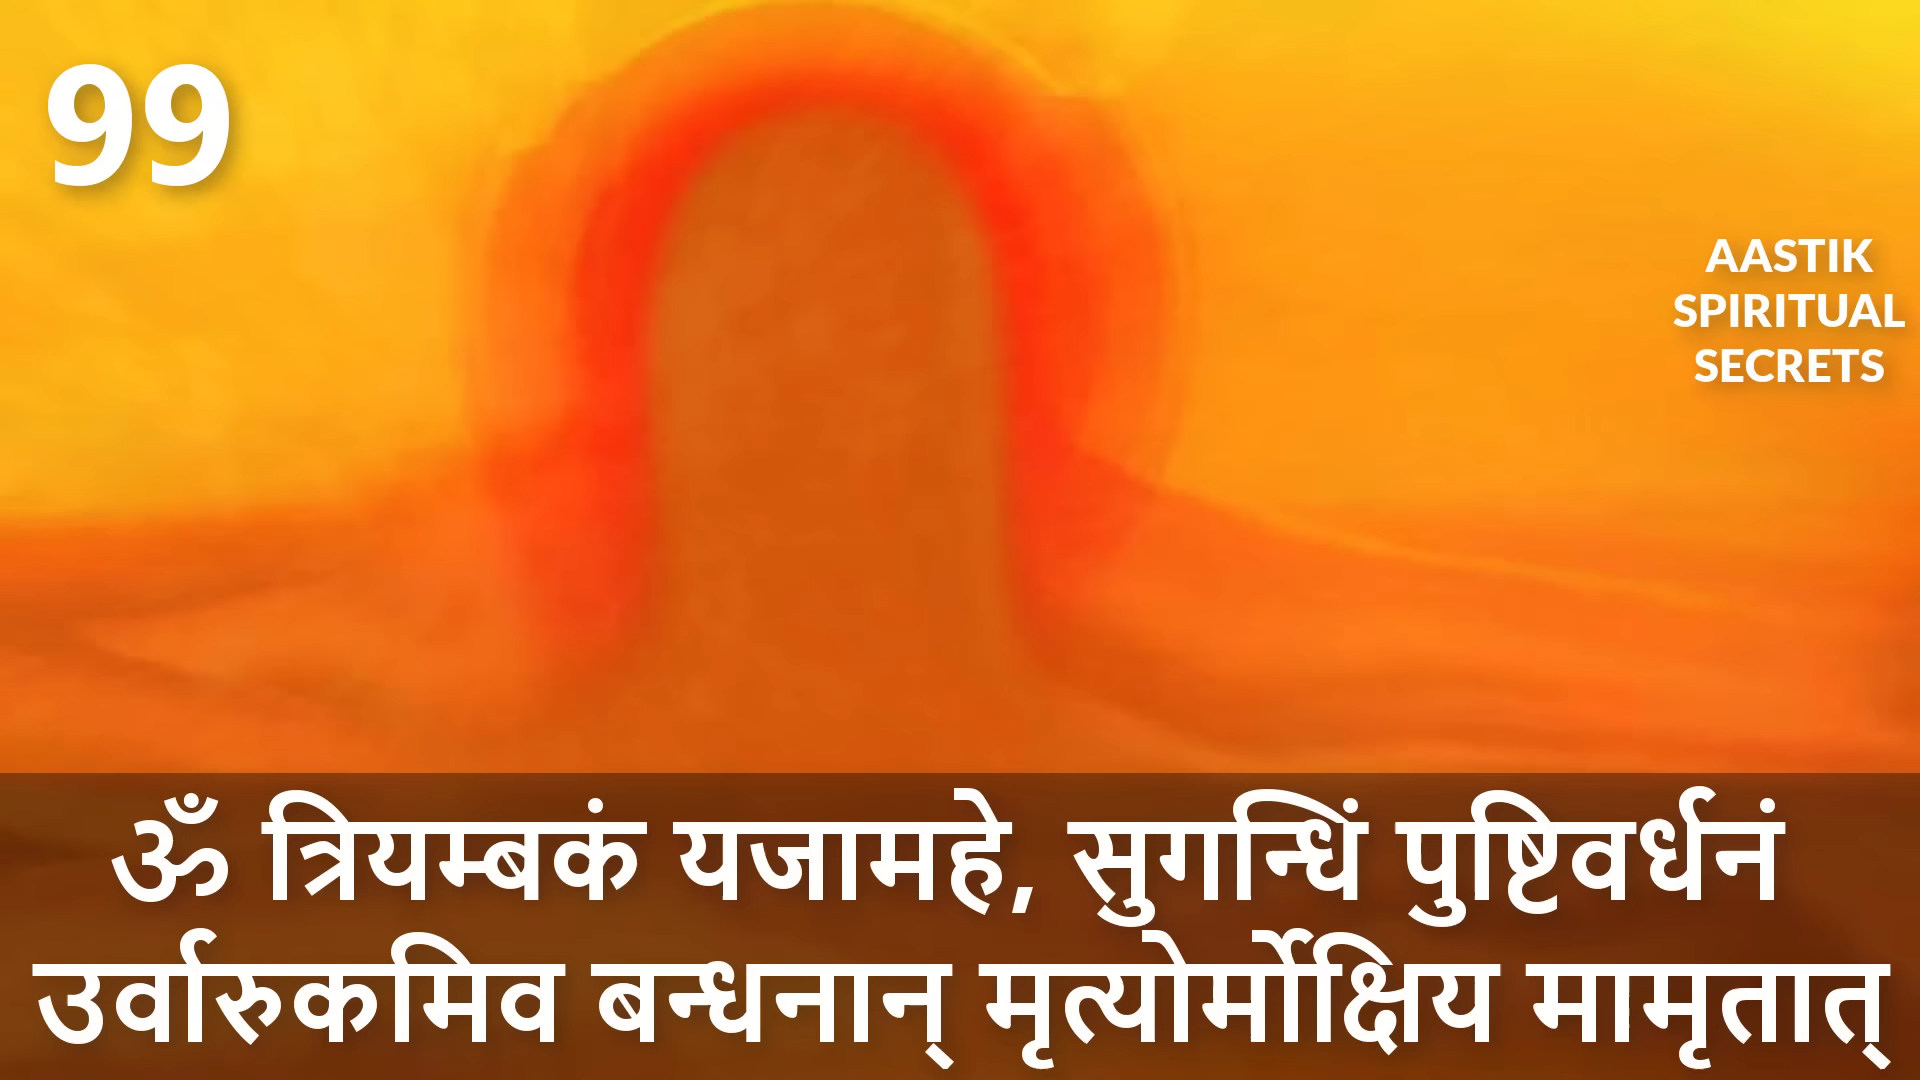 99
AASTIK
SPIRITUAL
SECRETS
ॐ त्रियम्बकं यजामहे, सुगन्धिं पुष्टिवर्धनं
उर्वारुकमिव बन्धनान् मृत्योर्मोक्षिय मामृतात्